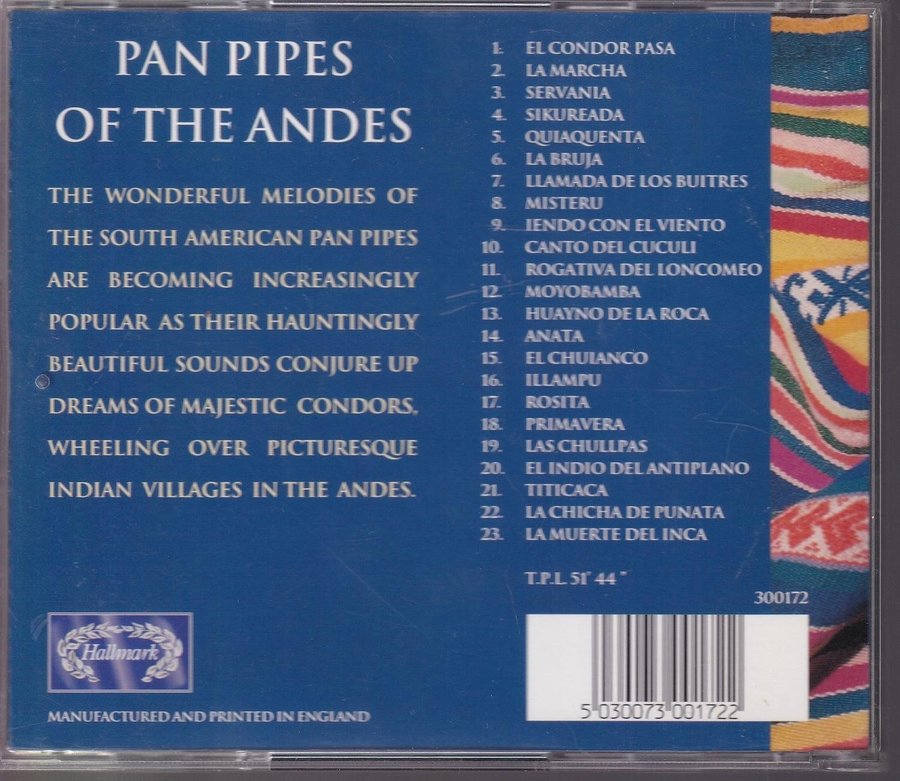 PAN PIPES
OF THE ANDES
THE WONDERFUL MELODIES OF
THE SOUTH AMERICAN PAN PIPES
ARE BECOMING INCREASINGLY
POPULAR AS THEIR HAUNTINGLY
BEAUTIFUL SOUNDS CONJURE UP
DREAMS OF MAJESTIC CONDORS,
WHEELING OVER PICTURESQUE
INDIAN VILLAGES IN THE ANDES.
Hallmark
MANUFACTURED AND PRINTED IN ENGLAND
1. EL CONDOR PASA
2. LA MARCHA
3. SERVANIA
4. SIKUREADA
5. QUIAQUENTA
6. LA BRUJA
7. LLAMADA DE LOS BUITRES
8. MISTERU
9. IENDO CON EL VIENTO
10. CANTO DEL CUCULI
11. ROGATIVA DEL LONCOMEO
12. MOYOBAMBA
13. HUAYNO DE LA ROCA
14. ANATA
15. EL CHUIANCO
16. ILLAMPU
17. ROSITA
18. PRIMAVERA
19. LAS CHULLPAS
20. EL INDIO DEL ANTIPLANO
21. TITICACA
22. LA CHICHA DE PUNATA
23. LA MUERTE DEL INCA
T.P.L. 51' 44"
300172
5 030073 001722